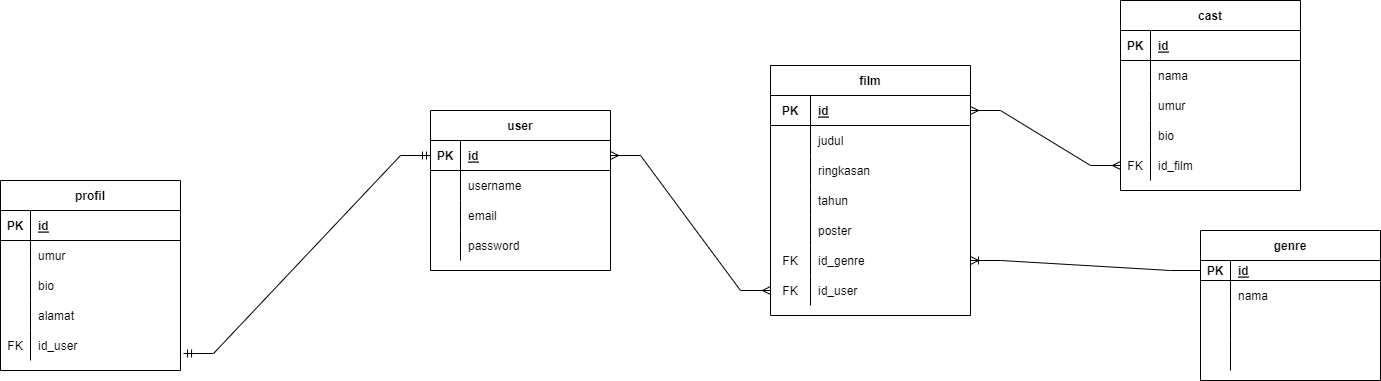 profil
PK id
umur
bio
alamat
FK id_user
user
PK id
username
email
password
film
PK id
judul
ringkasan
tahun
poster
FK id_genre
FK id_user
cast
PK id
nama
umur
bio
FK id_film
genre
PK id
nama